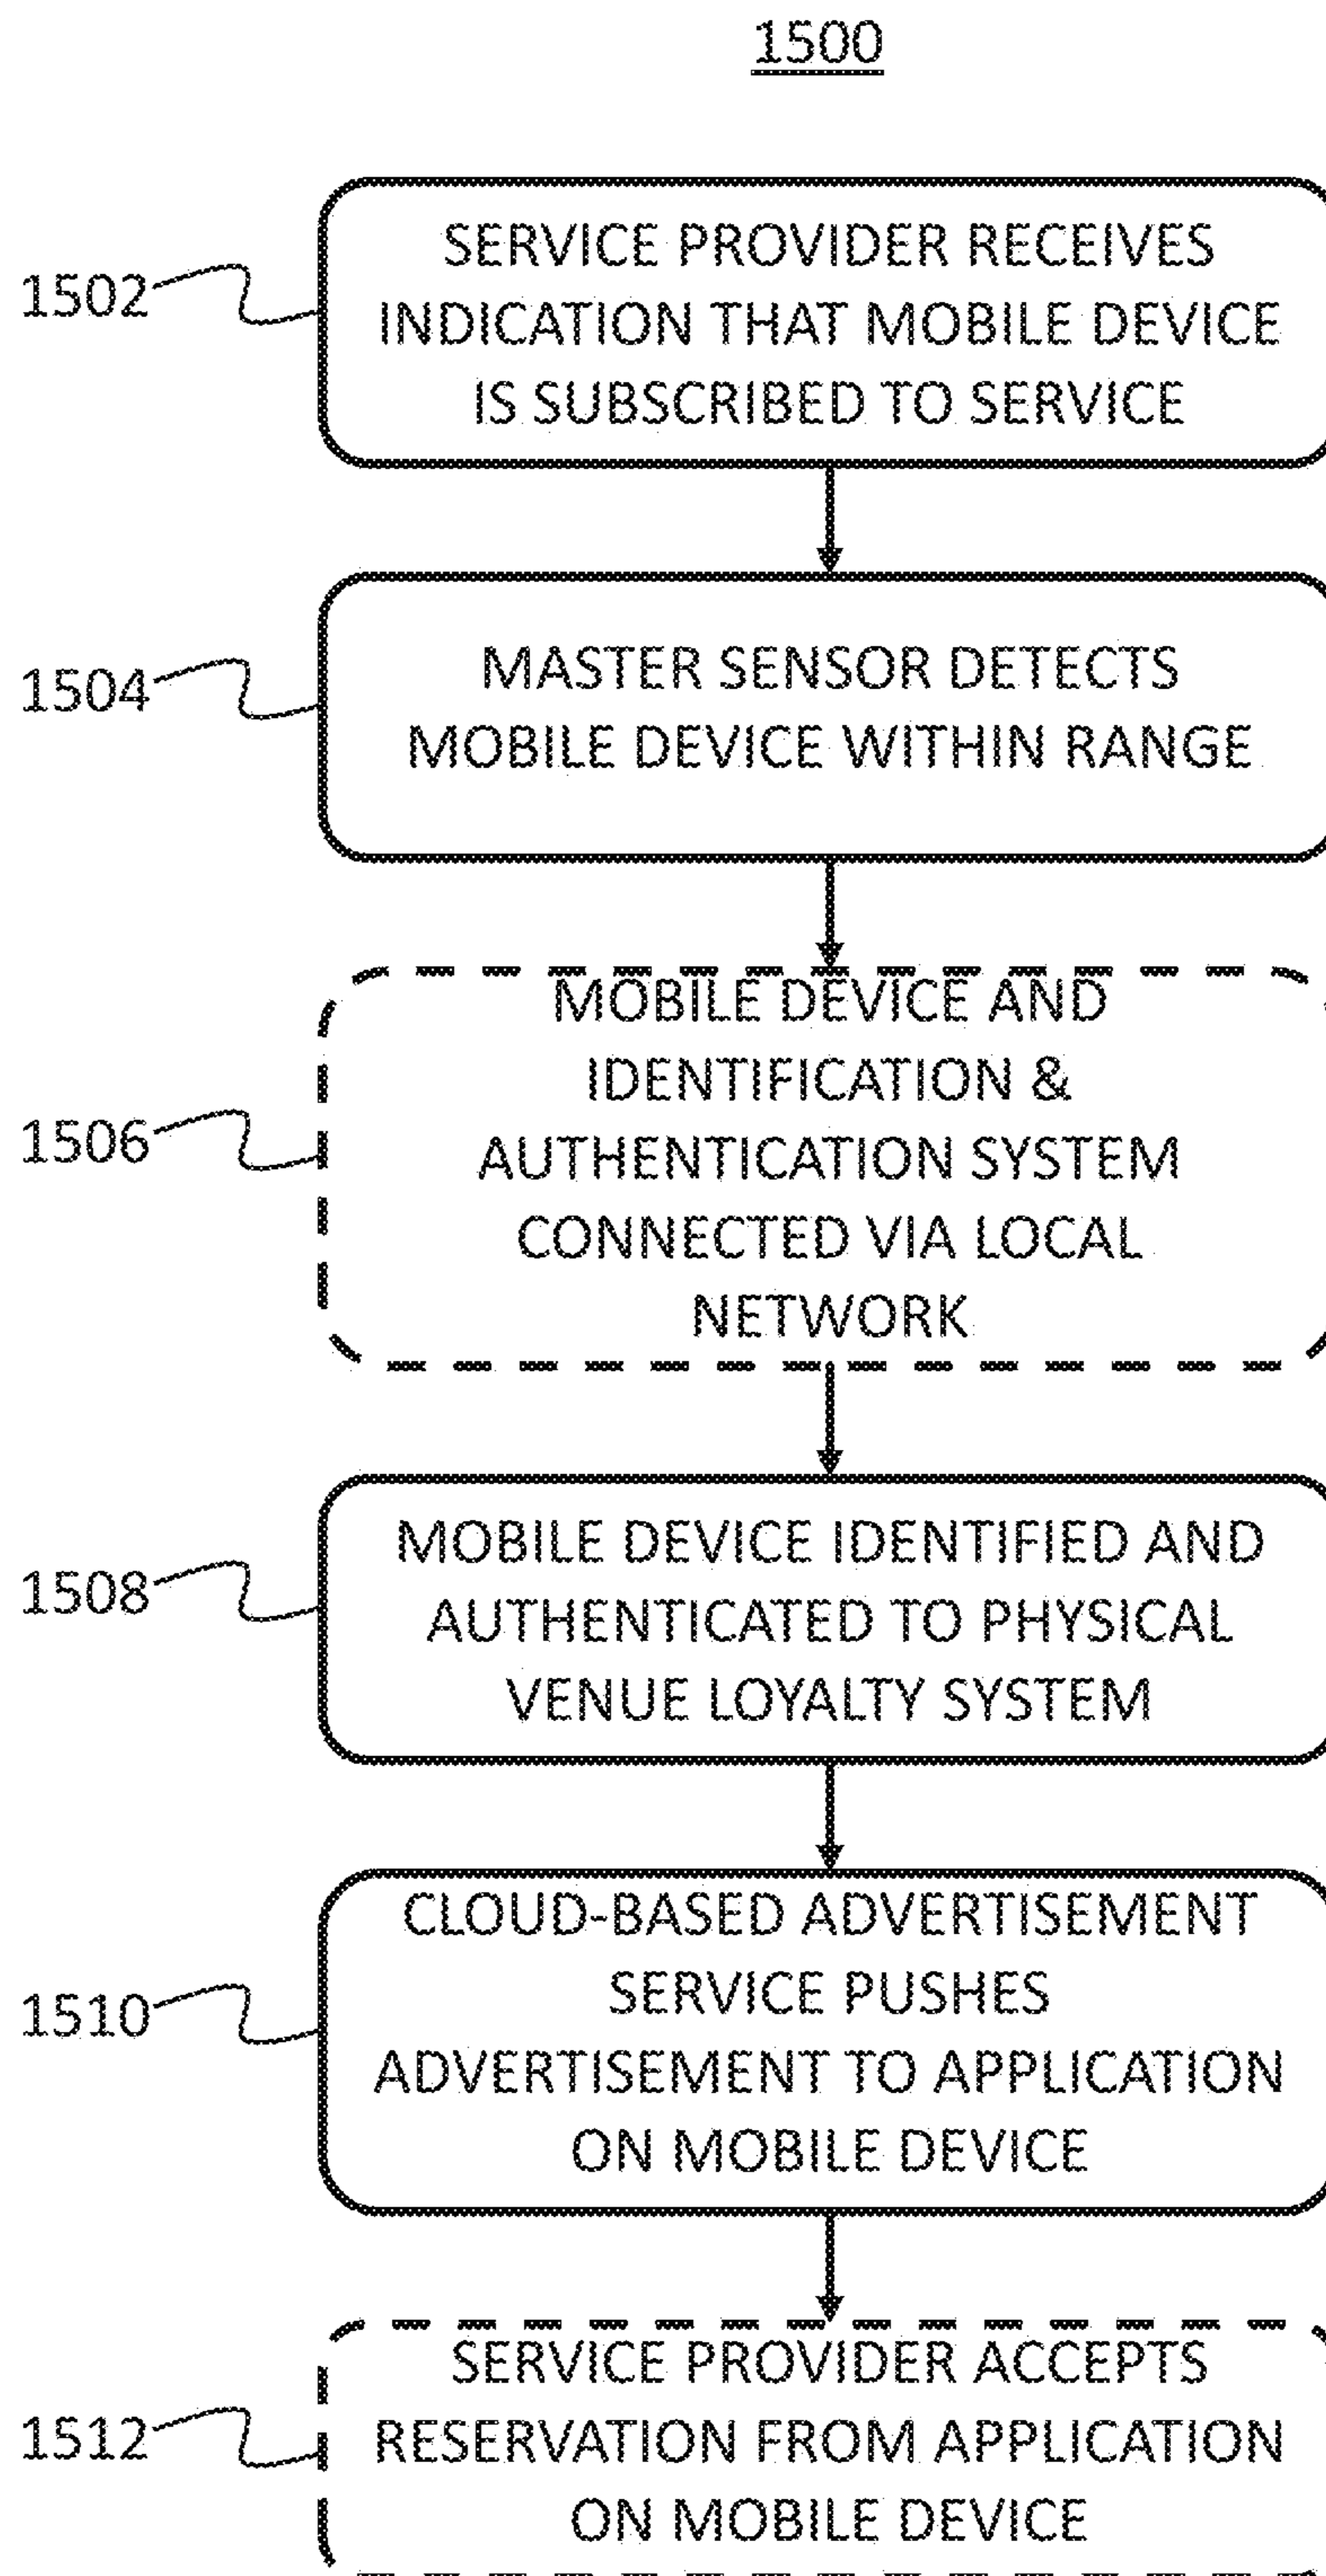 1500
1502
SERVICE PROVIDER RECEIVES
INDICATION THAT MOBILE DEVICE
IS SUBSCRIBED TO SERVICE
1504
MASTER SENSOR DETECTS
MOBILE DEVICE WITHIN RANGE
1506
MOBILE DEVICE AND
IDENTIFICATION &
AUTHENTICATION SYSTEM
CONNECTED VIA LOCAL
NETWORK
1508
MOBILE DEVICE IDENTIFIED AND
AUTHENTICATED TO PHYSICAL
VENUE LOYALTY SYSTEM
1510
CLOUD-BASED ADVERTISEMENT
SERVICE PUSHES
ADVERTISEMENT TO APPLICATION
ON MOBILE DEVICE
1512
SERVICE PROVIDER ACCEPTS
RESERVATION FROM APPLICATION
ON MOBILE DEVICE